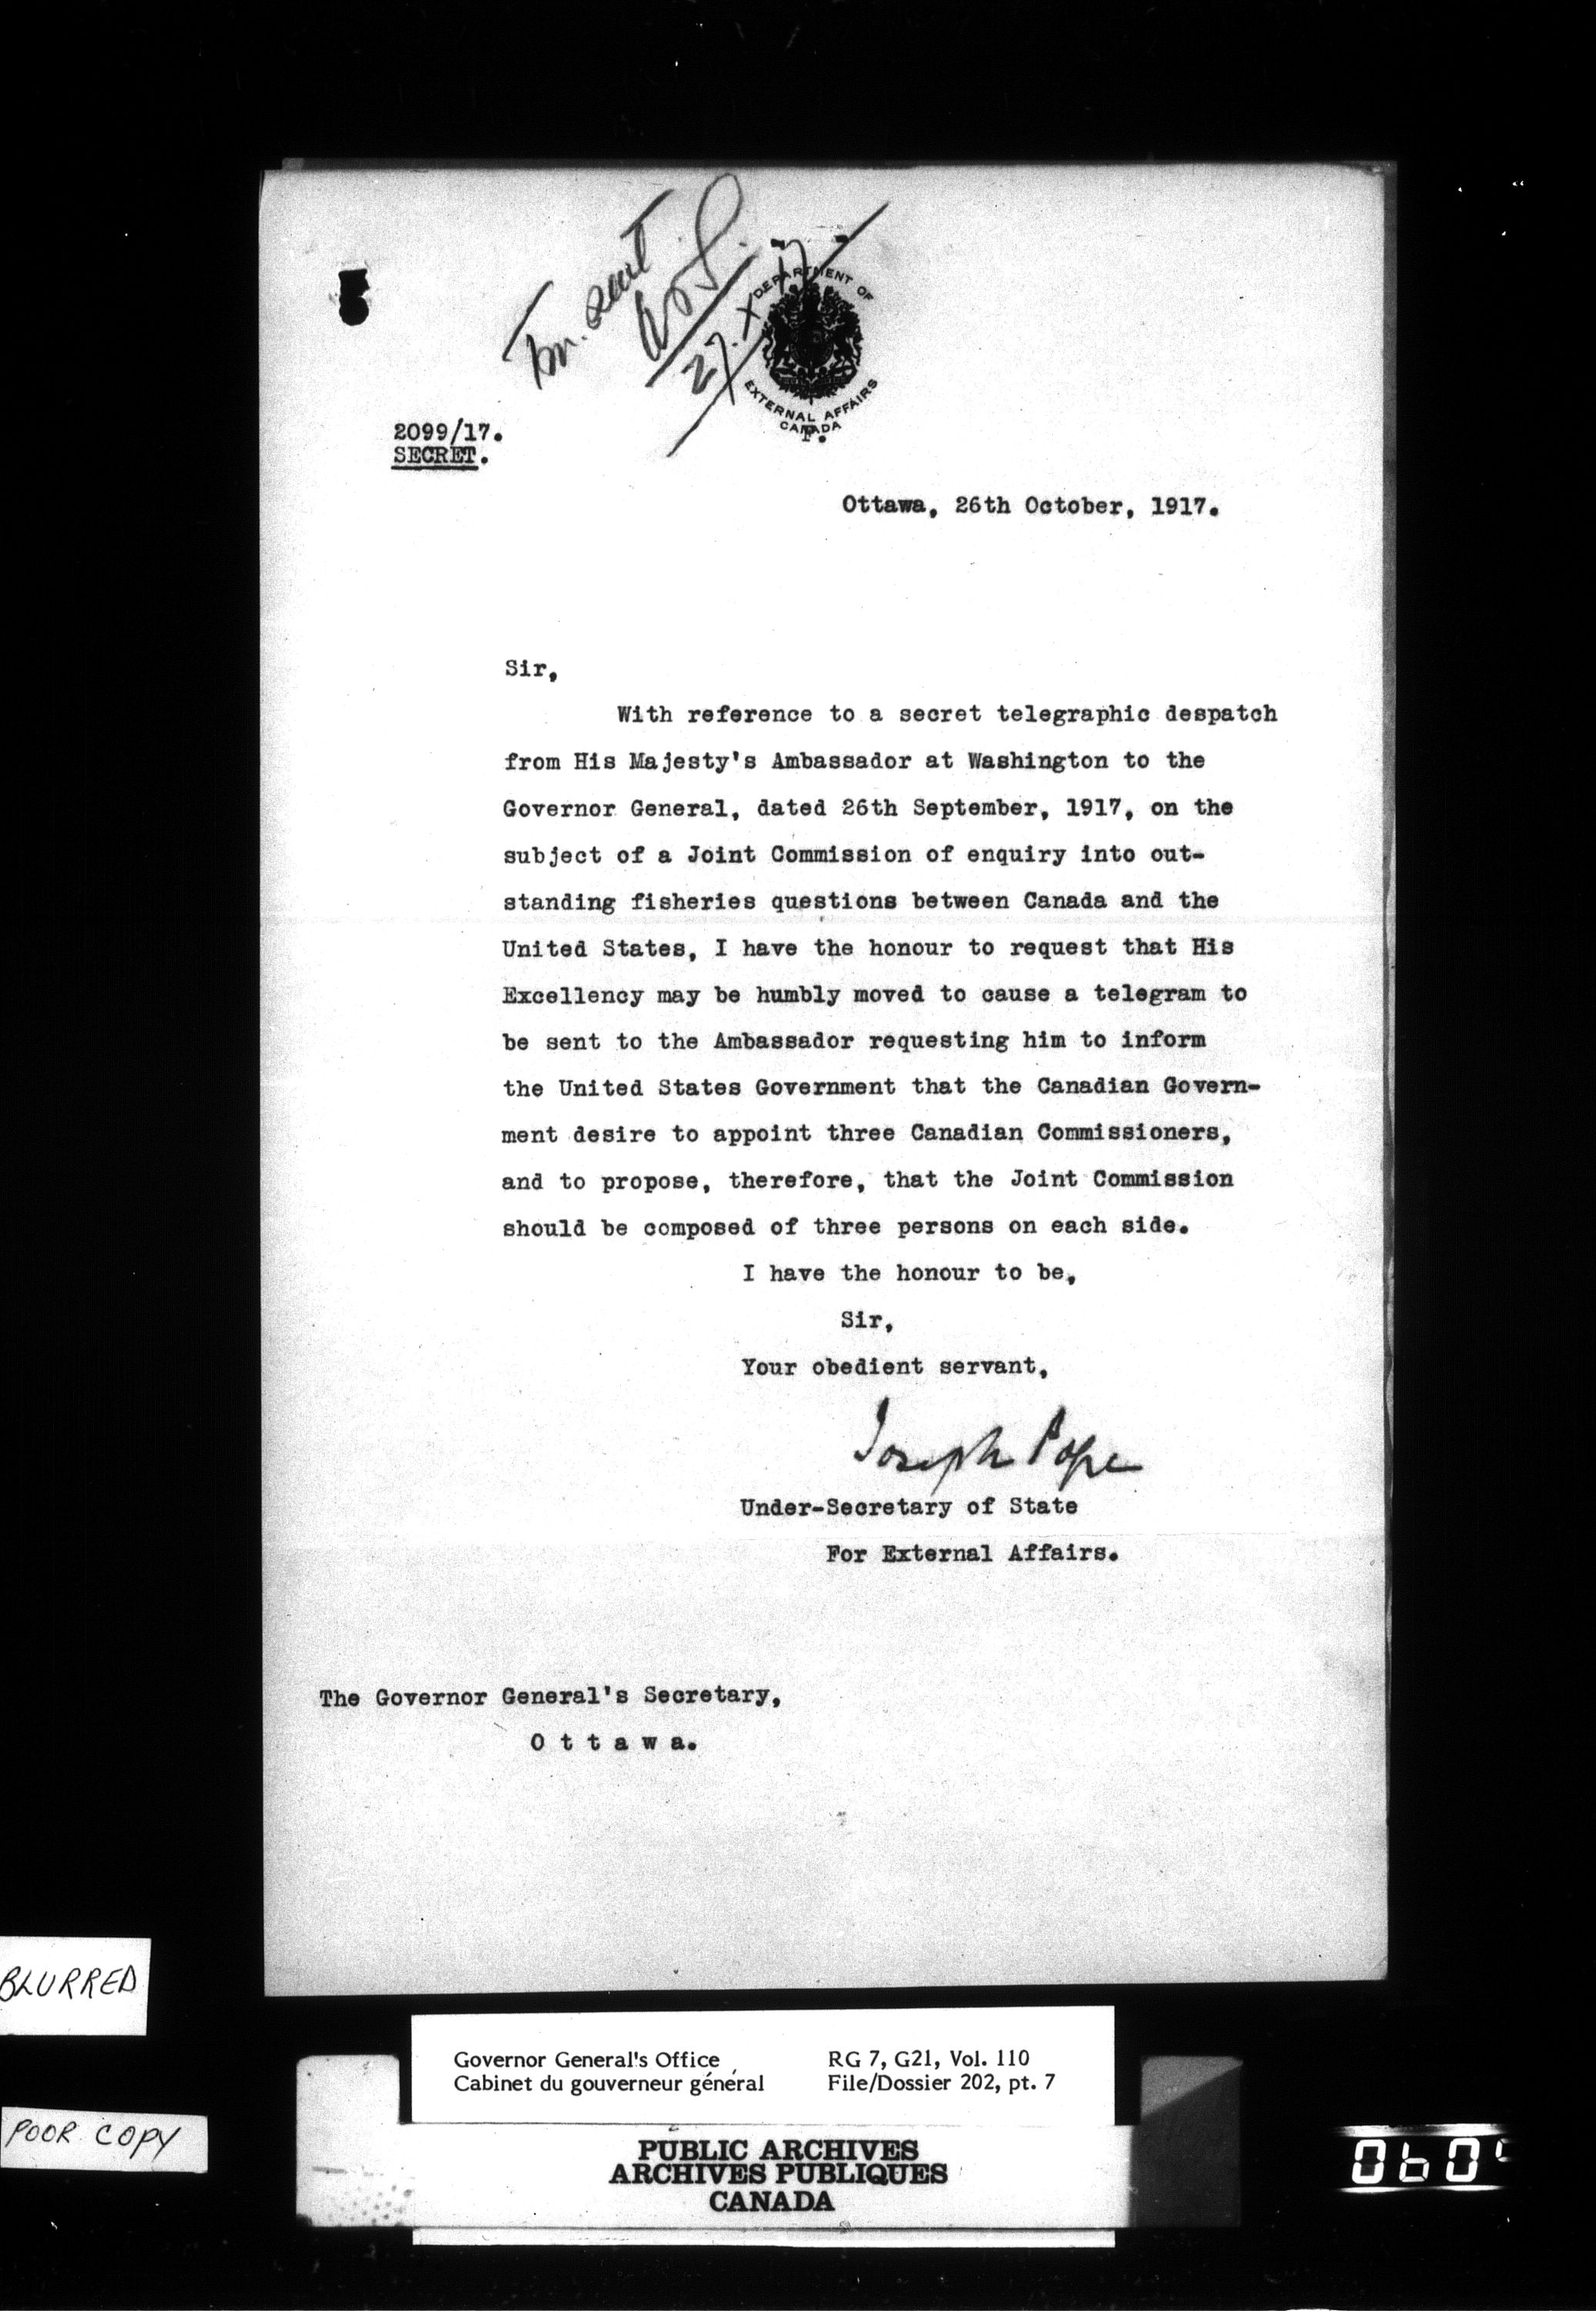 27. X 17
DEPARTMENT OF
EXTERNAL AFFAIRS
CANADA
P.
2099/17.
SECRET.
Ottawa, 26th October, 1917.
Sir,
With reference to a secret telegraphic despatch
from His Majesty's Ambassador at Washington to the
Governor General, dated 26th September, 1917, on the
subject of a Joint Commission of enquiry into out-
standing fisheries questions between Canada and the
United States, I have the honour to request that His
Excellency may be humbly moved to cause a telegram to
be sent to the Ambassador requesting him to inform
the United States Government that the Canadian Govern-
ment desire to appoint three Canadian Commissioners,
and to propose, therefore, that the Joint Commission
should be composed of three persons on each side.
I have the honour to be,
Sir,
Your obedient servant,
Joseph Pope
Under-Secretary of State
For External Affairs.
The Governor General's Secretary,
Ottawa.
BLURRED
POOR COPY
Governor General's Office
Cabinet du gouverneur général
RG 7, G21, Vol. 110
File/Dossier 202, pt. 7
PUBLIC ARCHIVES
ARCHIVES PUBLIQUES
CANADA